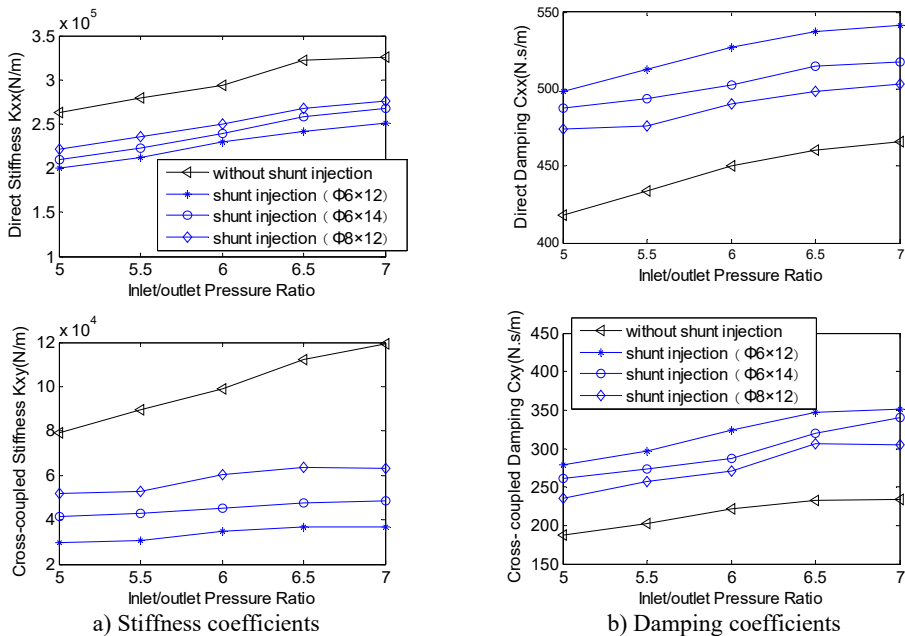 x 10^5
3.5
3
2.5
2
1.5
1
Direct Stiffness Kxx(N/m)
without shunt injection
shunt injection（Φ6×12）
shunt injection（Φ6×14）
shunt injection（Φ8×12）
5 5.5 6 6.5 7
Inlet/outlet Pressure Ratio
550
500
450
400
Direct Damping Cxx(N.s/m)
5 5.5 6 6.5 7
Inlet/outlet Pressure Ratio
x 10^4
12
10
8
6
4
2
Cross-coupled Stiffness Kxy(N/m)
5 5.5 6 6.5 7
Inlet/outlet Pressure Ratio
450
400
350
300
250
200
150
Cross- coupled Damping Cxy(N.s/m)
without shunt injection
shunt injection（Φ6×12）
shunt injection（Φ6×14）
shunt injection（Φ8×12）
5 5.5 6 6.5 7
Inlet/outlet Pressure Ratio
a) Stiffness coefficients
b) Damping coefficients